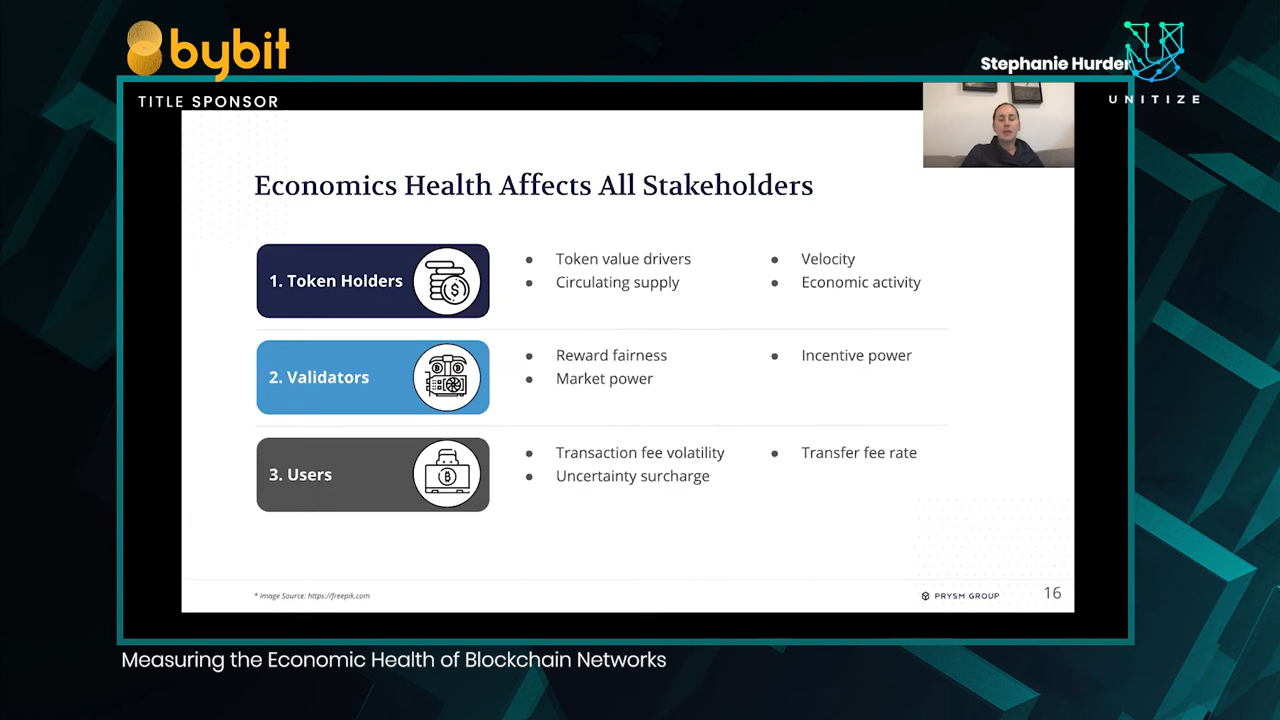 bybit
TITLE SPONSOR
Stephanie Hurder
UNITIZE
Economics Health Affects All Stakeholders
1. Token Holders
Token value drivers
Circulating supply
Velocity
Economic activity
2. Validators
Reward fairness
Market power
Incentive power
3. Users
Transaction fee volatility
Uncertainty surcharge
Transfer fee rate
* Image Source: https://freepik.com
PRYSM GROUP
16
Measuring the Economic Health of Blockchain Networks